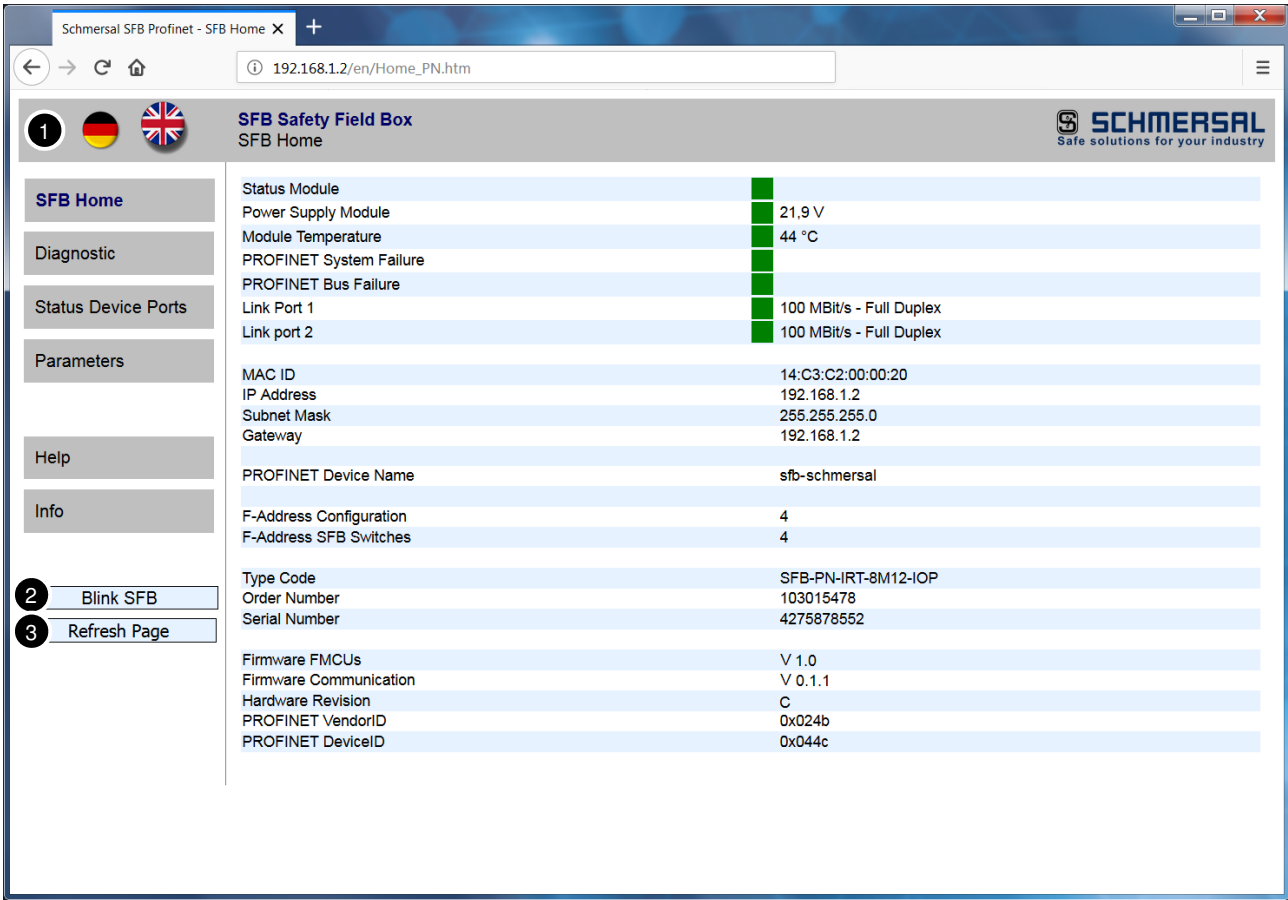 Schmersal SFB Profinet - SFB Home
192.168.1.2/en/Home_PN.htm
1
SFB Safety Field Box
SFB Home
SCHMERSAL
Safe solutions for your industry
SFB Home
Diagnostic
Status Device Ports
Parameters
Help
Info
2 Blink SFB
3 Refresh Page
Status Module
Power Supply Module 21,9 V
Module Temperature 44 °C
PROFINET System Failure
PROFINET Bus Failure
Link Port 1 100 MBit/s - Full Duplex
Link port 2 100 MBit/s - Full Duplex
MAC ID 14:C3:C2:00:00:20
IP Address 192.168.1.2
Subnet Mask 255.255.255.0
Gateway 192.168.1.2
PROFINET Device Name sfb-schmersal
F-Address Configuration 4
F-Address SFB Switches 4
Type Code SFB-PN-IRT-8M12-IOP
Order Number 103015478
Serial Number 4275878552
Firmware FMCUs V 1.0
Firmware Communication V 0.1.1
Hardware Revision C
PROFINET VendorID 0x024b
PROFINET DeviceID 0x044c